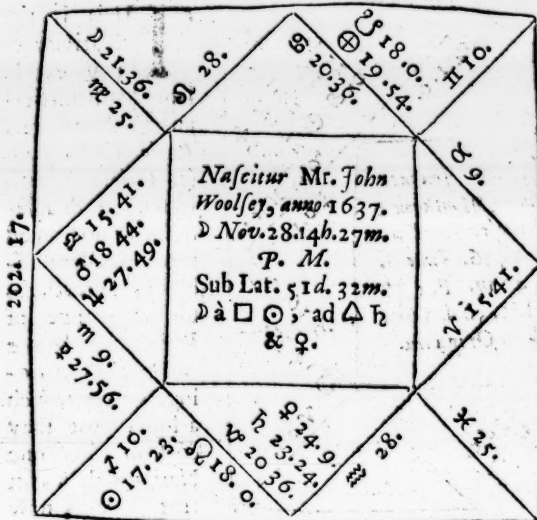 ☽ 21.36.
♍ 25.
♌ 28.
♋ 20.36.
☋ 18.0.
⊕ 19.54.
♊ 10.
♉ 9.
♈ 15.41.
♓ 25.
♒ 28.
♀ 24.9.
♄ 23.24.
♑ 20 36.
☊ 18.0.
♐ 10.
☉ 17.23.
♏ 9.
☿ 27.56.
♎ 15.41.
♂ 18 44.
♃ 27.49.
Naſcitur Mr. John
Woolſey, anno 1637.
☽ Nov. 28. 14h. 27m.
P. M.
Sub Lat. 51d. 32m.
☽ à □ ☉, ad △ ♄
& ♀.